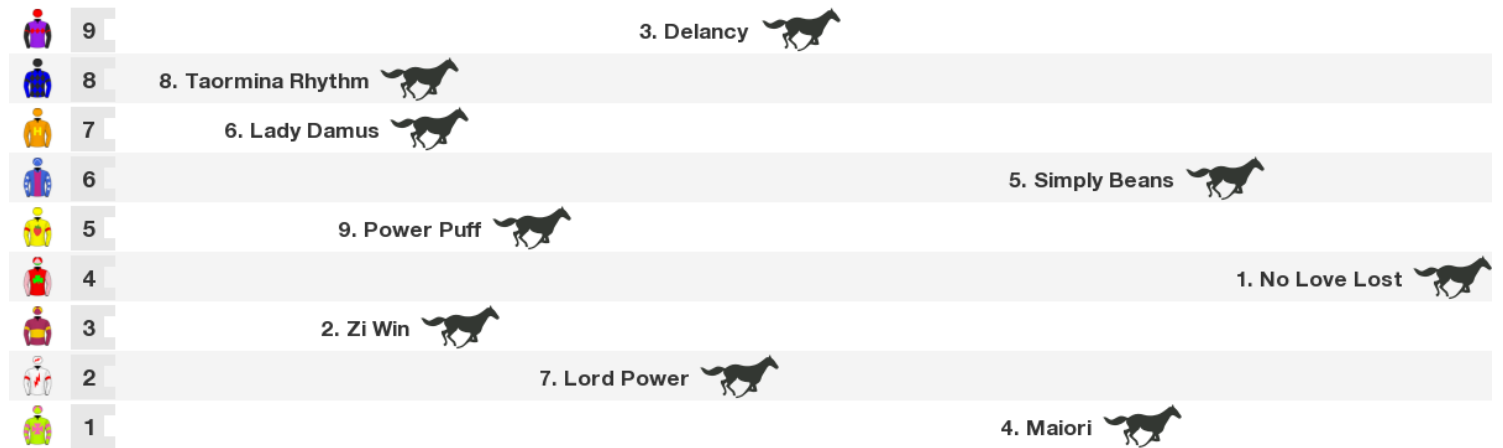 9 3. Delancy
8 8. Taormina Rhythm
7 6. Lady Damus
H
6 5. Simply Beans
5 9. Power Puff
4 1. No Love Lost
3 2. Zi Win
2 7. Lord Power
1 4. Maiori